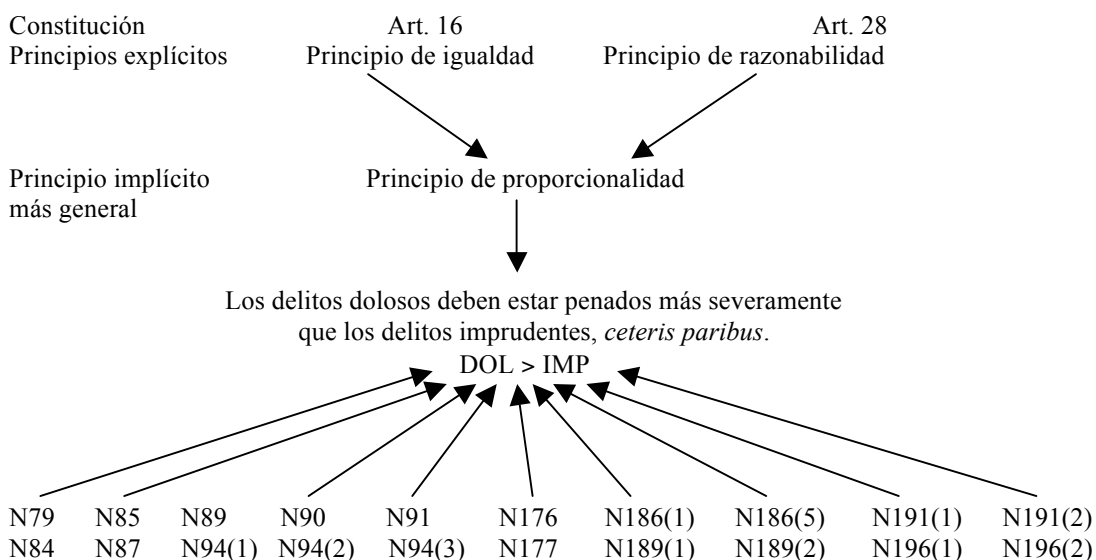 Constitución Art. 16 Art. 28
Principios explícitos Principio de igualdad Principio de razonabilidad
Principio implícito Principio de proporcionalidad
más general
Los delitos dolosos deben estar penados más severamente
que los delitos imprudentes, ceteris paribus.
DOL > IMP
N79 N85 N89 N90 N91 N176 N186(1) N186(5) N191(1) N191(2)
N84 N87 N94(1) N94(2) N94(3) N177 N189(1) N189(2) N196(1) N196(2)